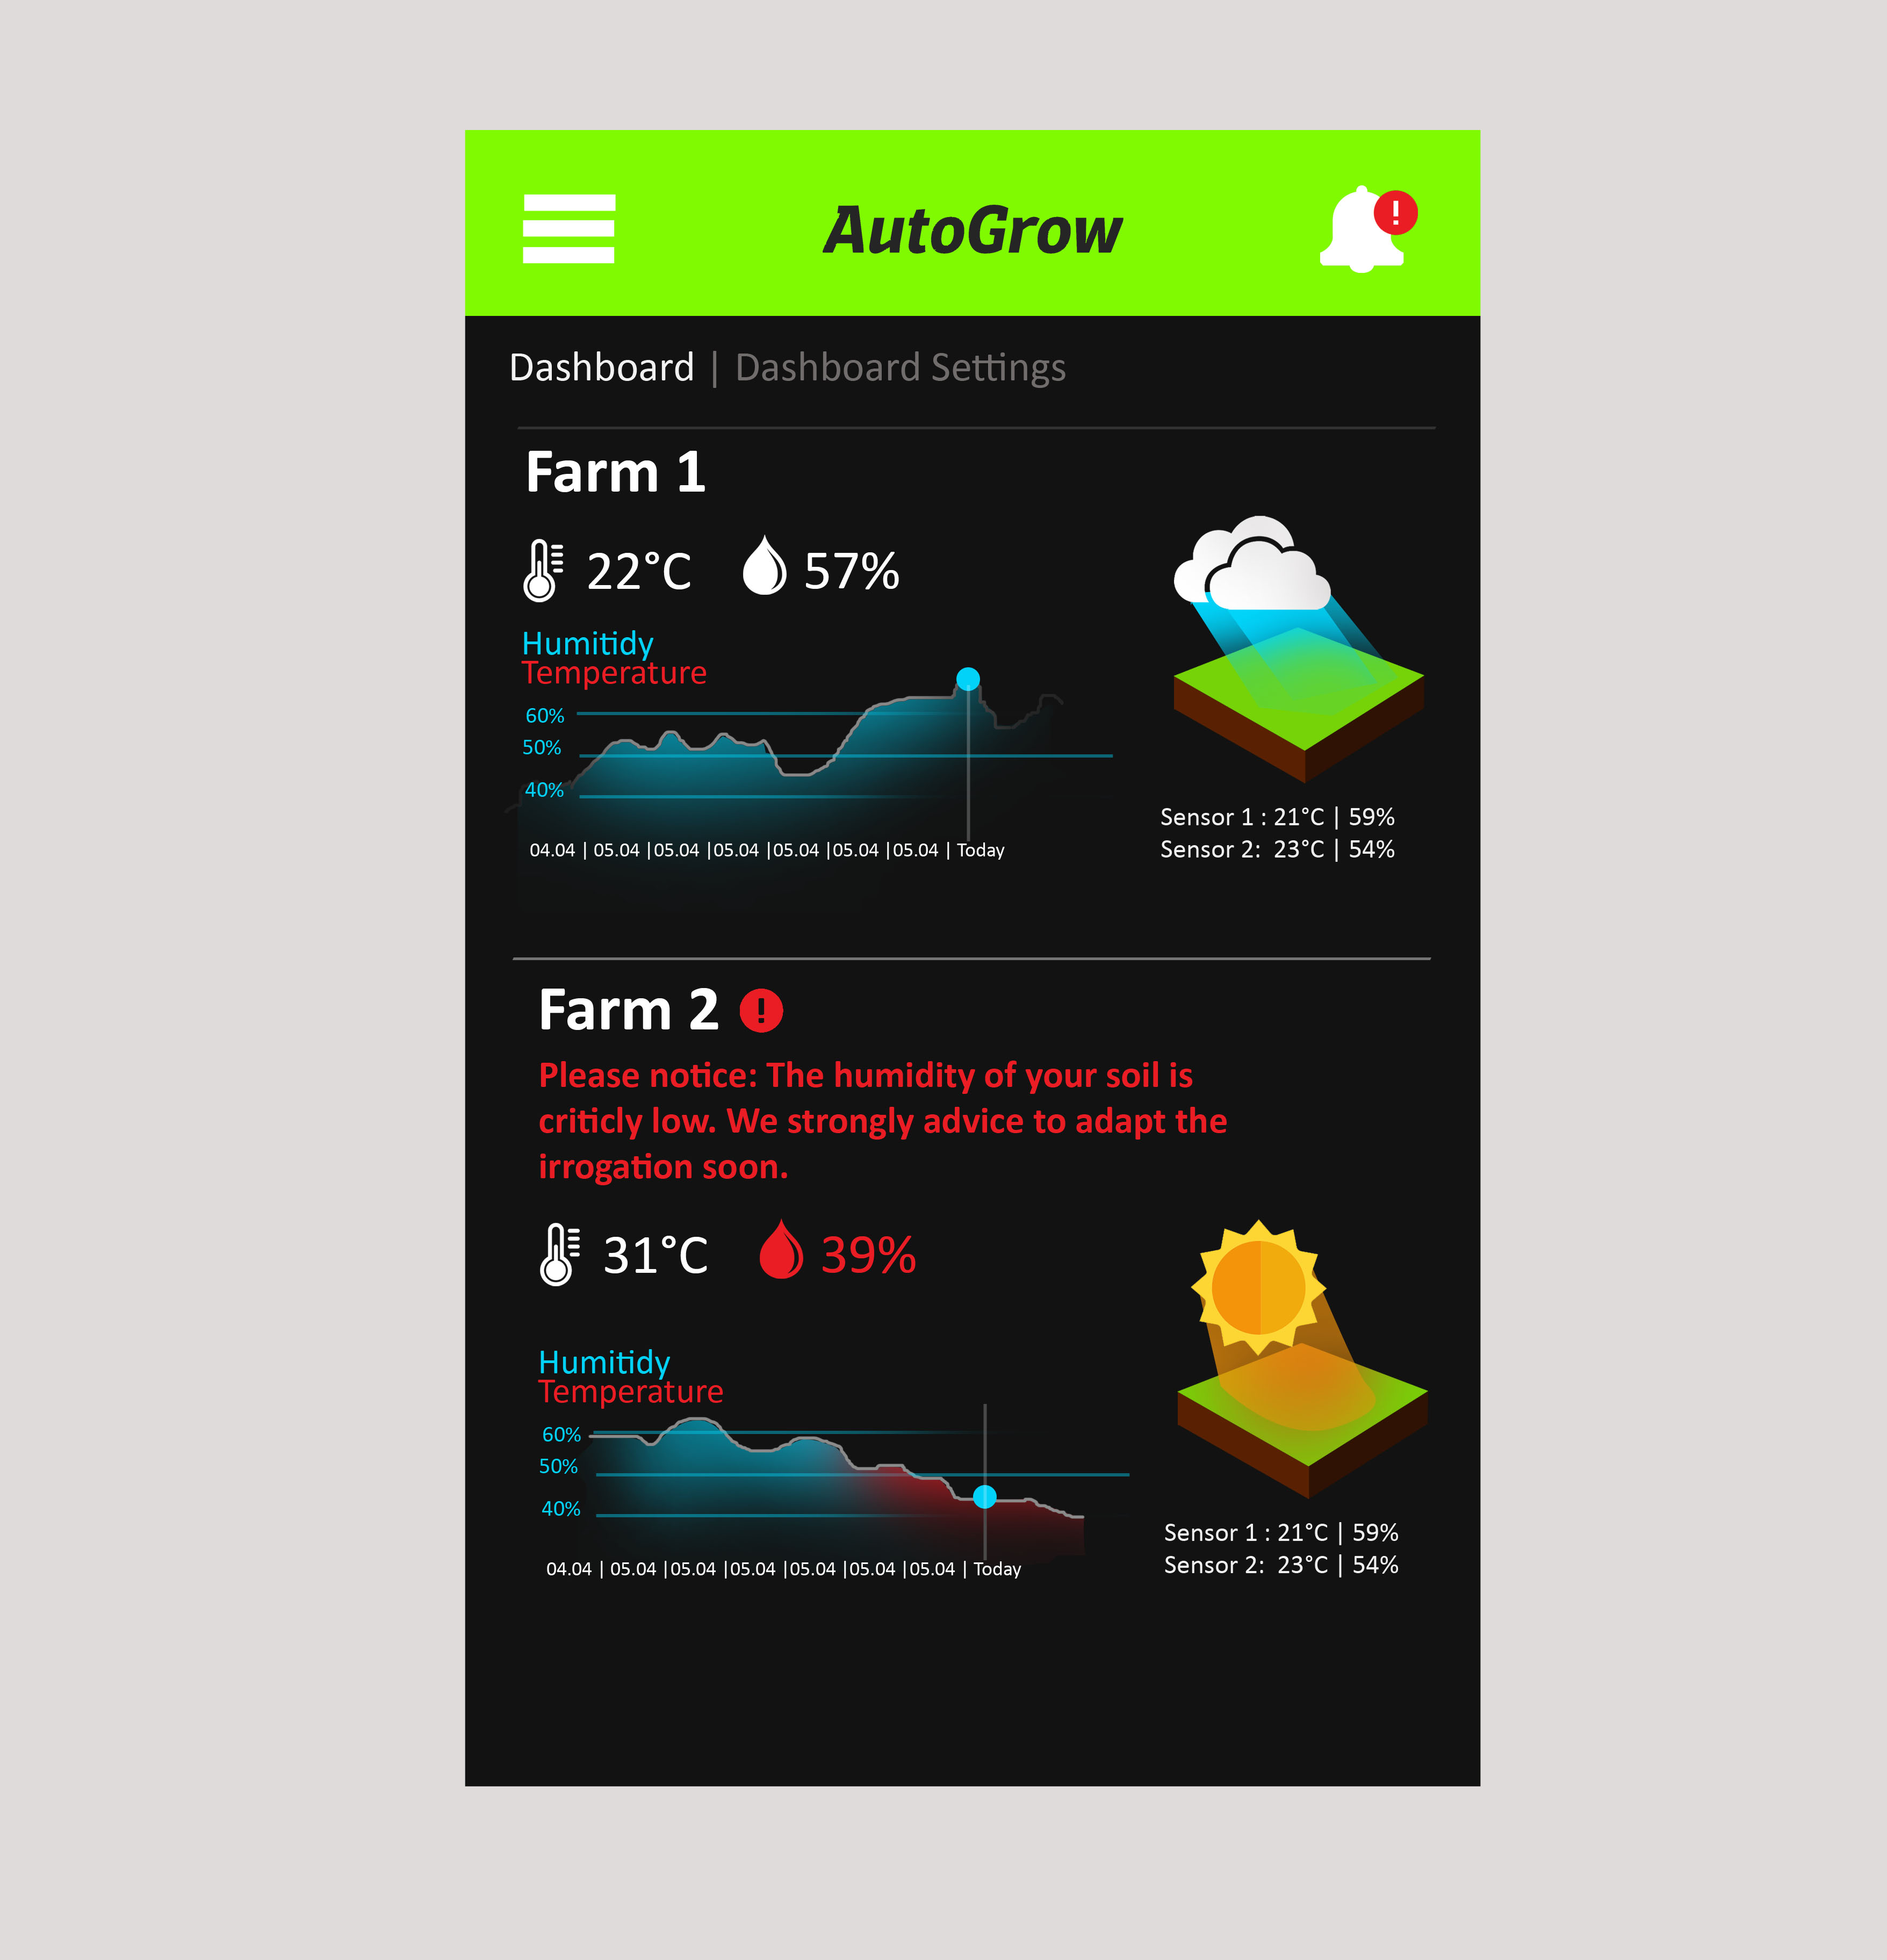 AutoGrow
!
Dashboard | Dashboard Settings
Farm 1
22°C 57%
Humitidy
Temperature
60%
50%
40%
04.04 | 05.04 |05.04 |05.04 |05.04 |05.04 |05.04 | Today
Sensor 1 : 21°C | 59%
Sensor 2: 23°C | 54%
Farm 2 !
Please notice: The humidity of your soil is
criticly low. We strongly advice to adapt the
irrogation soon.
31°C 39%
Humitidy
Temperature
60%
50%
40%
04.04 | 05.04 |05.04 |05.04 |05.04 |05.04 |05.04 | Today
Sensor 1 : 21°C | 59%
Sensor 2: 23°C | 54%